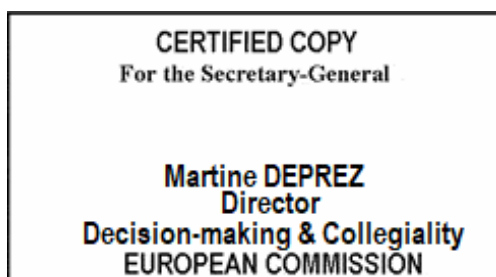 CERTIFIED COPY
For the Secretary-General
Martine DEPREZ
Director
Decision-making & Collegiality
EUROPEAN COMMISSION